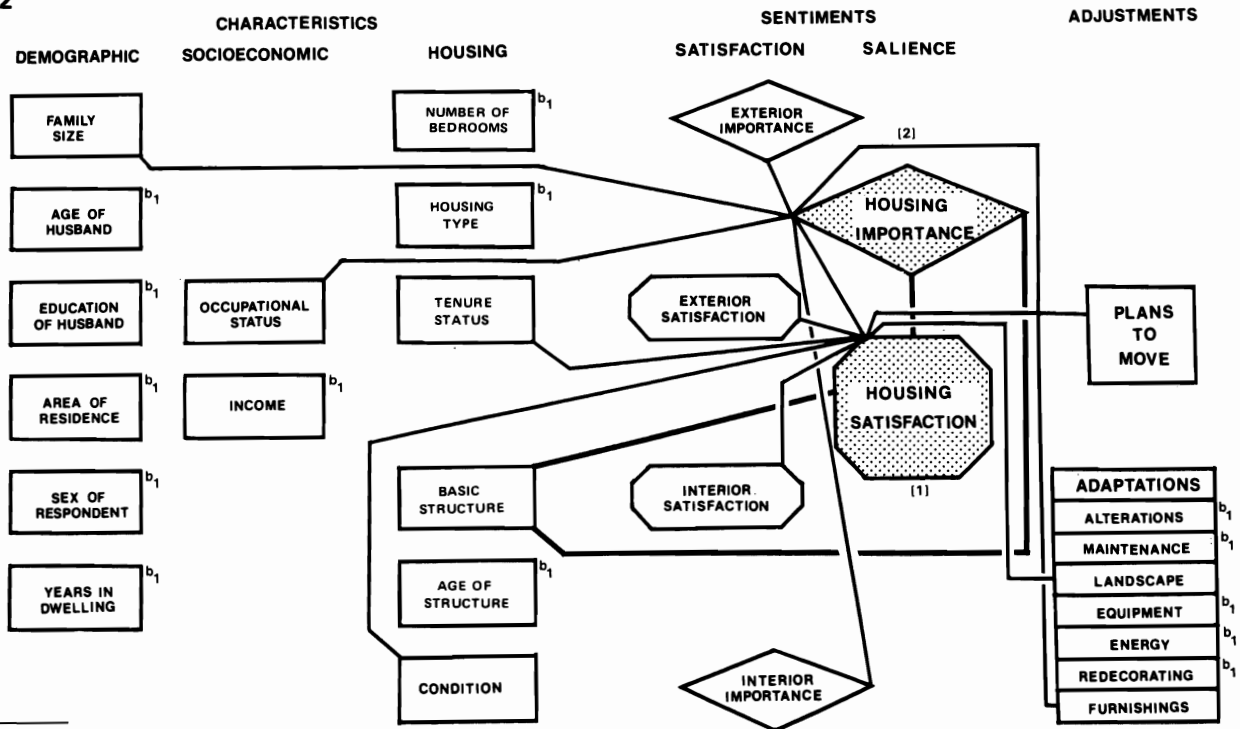 2
CHARACTERISTICS
SENTIMENTS
ADJUSTMENTS
DEMOGRAPHIC
SOCIOECONOMIC
HOUSING
SATISFACTION
SALIENCE
FAMILY
SIZE
AGE OF
HUSBAND
b1
EDUCATION
OF HUSBAND
b1
AREA OF
RESIDENCE
b1
SEX OF
RESPONDENT
b1
YEARS IN
DWELLING
b1
OCCUPATIONAL
STATUS
INCOME
b1
NUMBER OF
BEDROOMS
b1
HOUSING
TYPE
b1
TENURE
STATUS
BASIC
STRUCTURE
AGE OF
STRUCTURE
b1
CONDITION
EXTERIOR
IMPORTANCE
EXTERIOR
SATISFACTION
INTERIOR
SATISFACTION
INTERIOR
IMPORTANCE
[2]
HOUSING
IMPORTANCE
HOUSING
SATISFACTION
[1]
PLANS
TO
MOVE
ADAPTATIONS
ALTERATIONS b1
MAINTENANCE b1
LANDSCAPE
EQUIPMENT b1
ENERGY b1
REDECORATING b1
FURNISHINGS